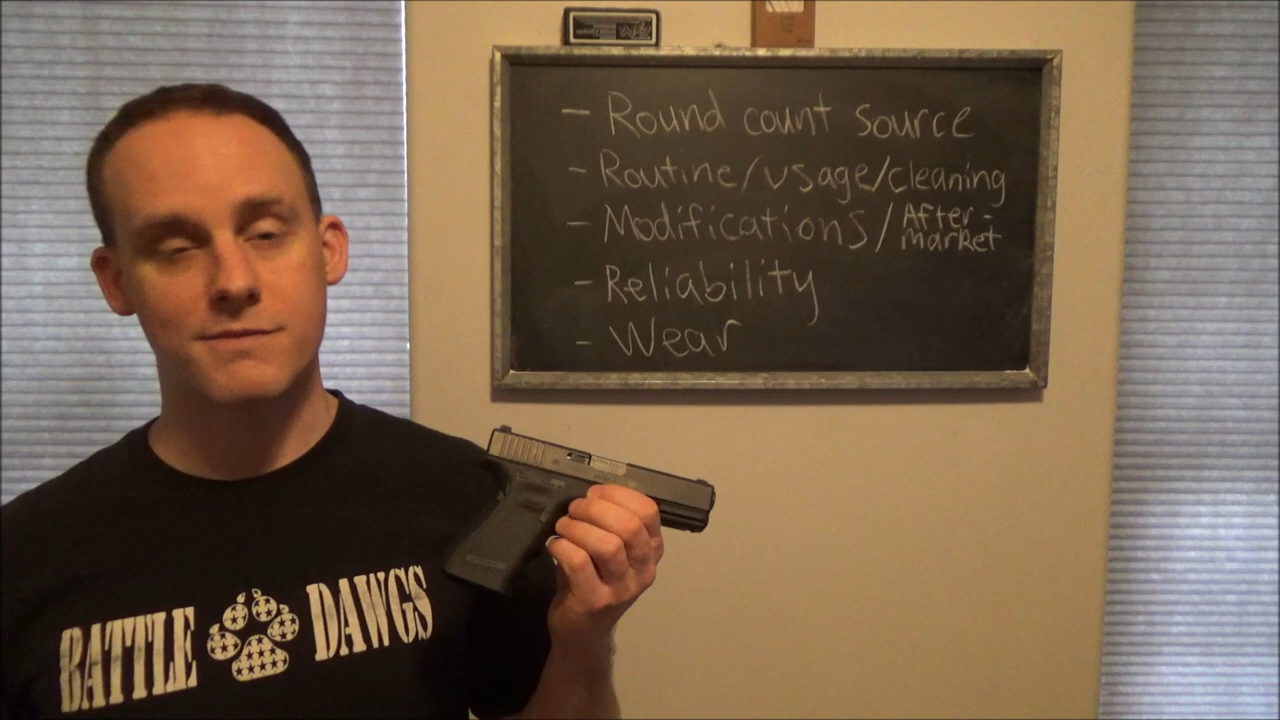 - Round count source
- Routine/usage/cleaning
- Modifications/After-
market
- Reliability
- Wear
BATTLE DAWGS